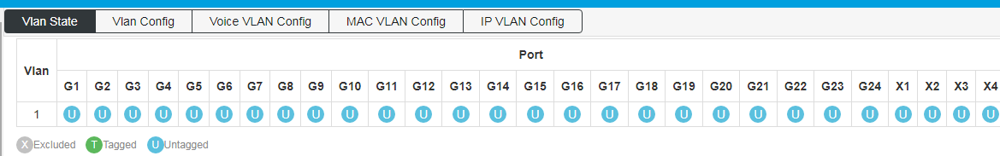 Vlan State Vlan Config Voice VLAN Config MAC VLAN Config IP VLAN Config
Port
Vlan
G1 G2 G3 G4 G5 G6 G7 G8 G9 G10 G11 G12 G13 G14 G15 G16 G17 G18 G19 G20 G21 G22 G23 G24 X1 X2 X3 X4
1 U U U U U U U U U U U U U U U U U U U U U U U U U U U U
X Excluded T Tagged U Untagged